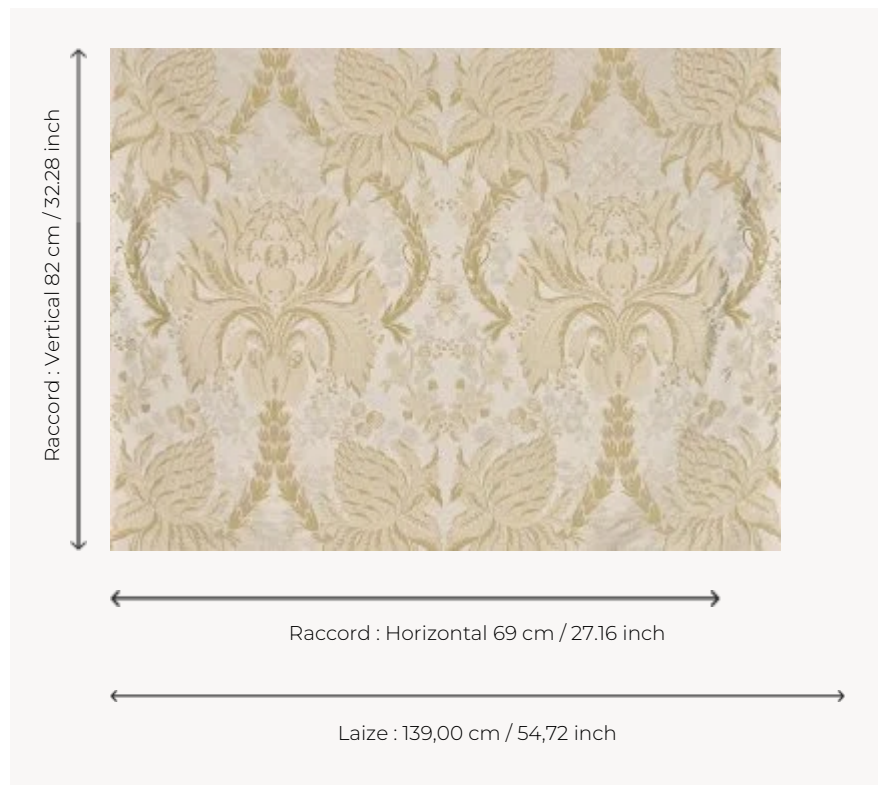 Raccord : Vertical 82 cm / 32.28 inch
Raccord : Horizontal 69 cm / 27.16 inch
Laize : 139,00 cm / 54,72 inch